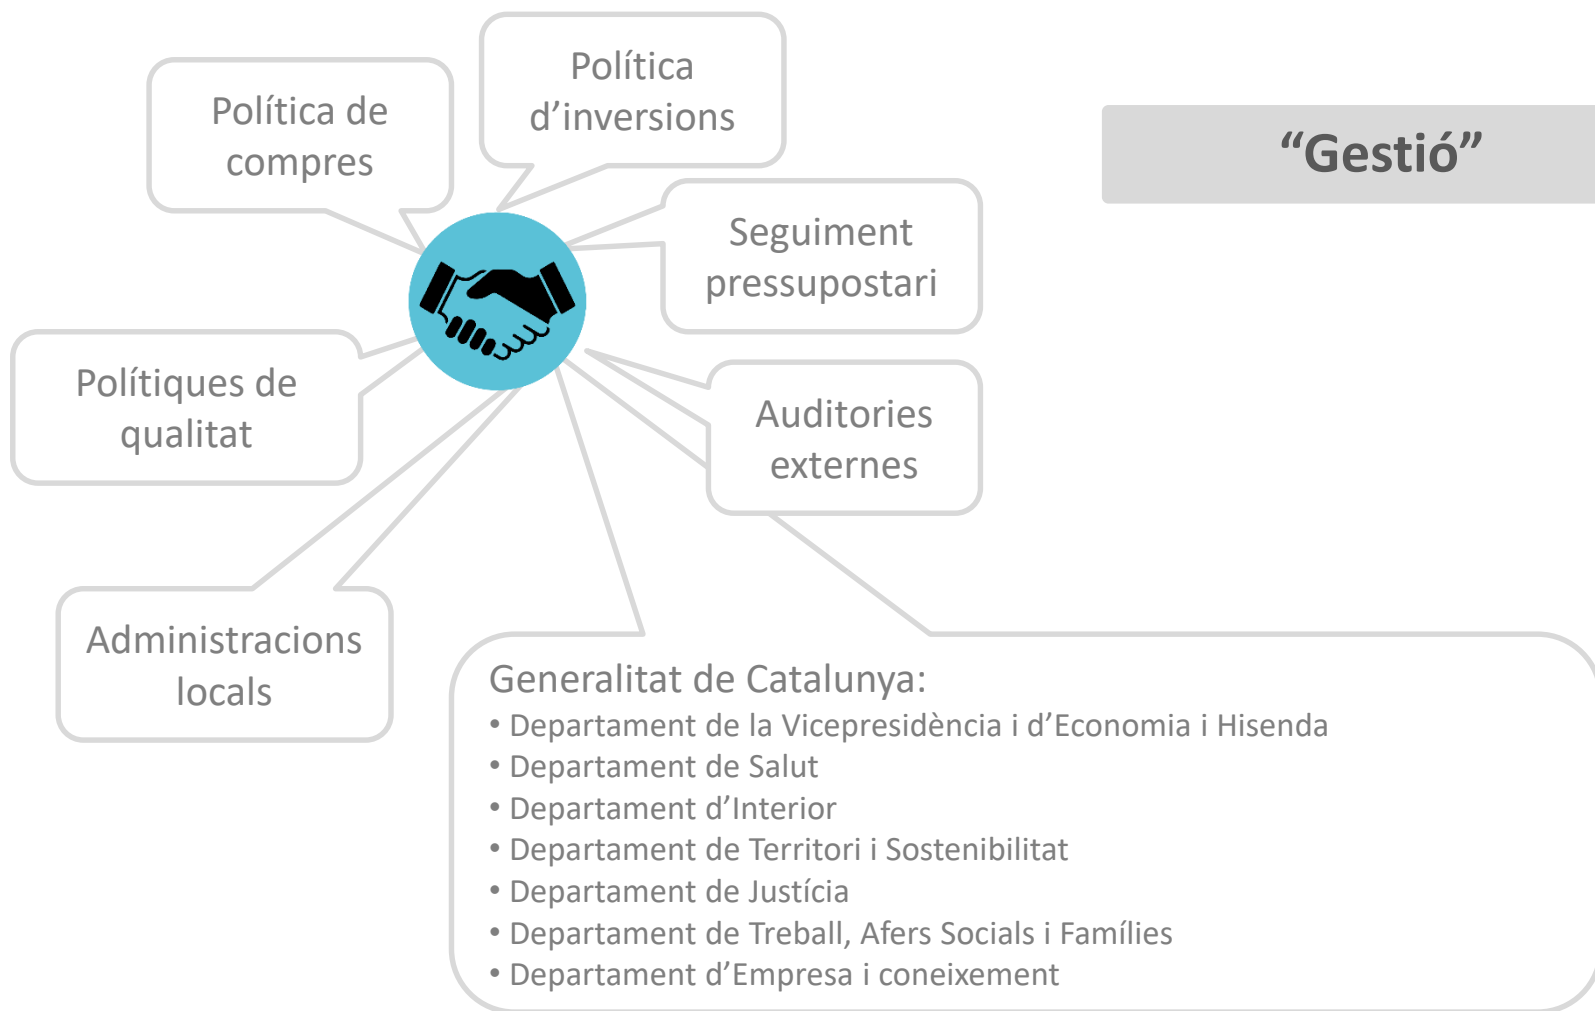 Política
d’inversions
Política de
compres
“Gestió”
Seguiment
pressupostari
Polítiques de
qualitat
Auditories
externes
Administracions
locals
Generalitat de Catalunya:
• Departament de la Vicepresidència i d’Economia i Hisenda
• Departament de Salut
• Departament d’Interior
• Departament de Territori i Sostenibilitat
• Departament de Justícia
• Departament de Treball, Afers Socials i Famílies
• Departament d’Empresa i coneixement